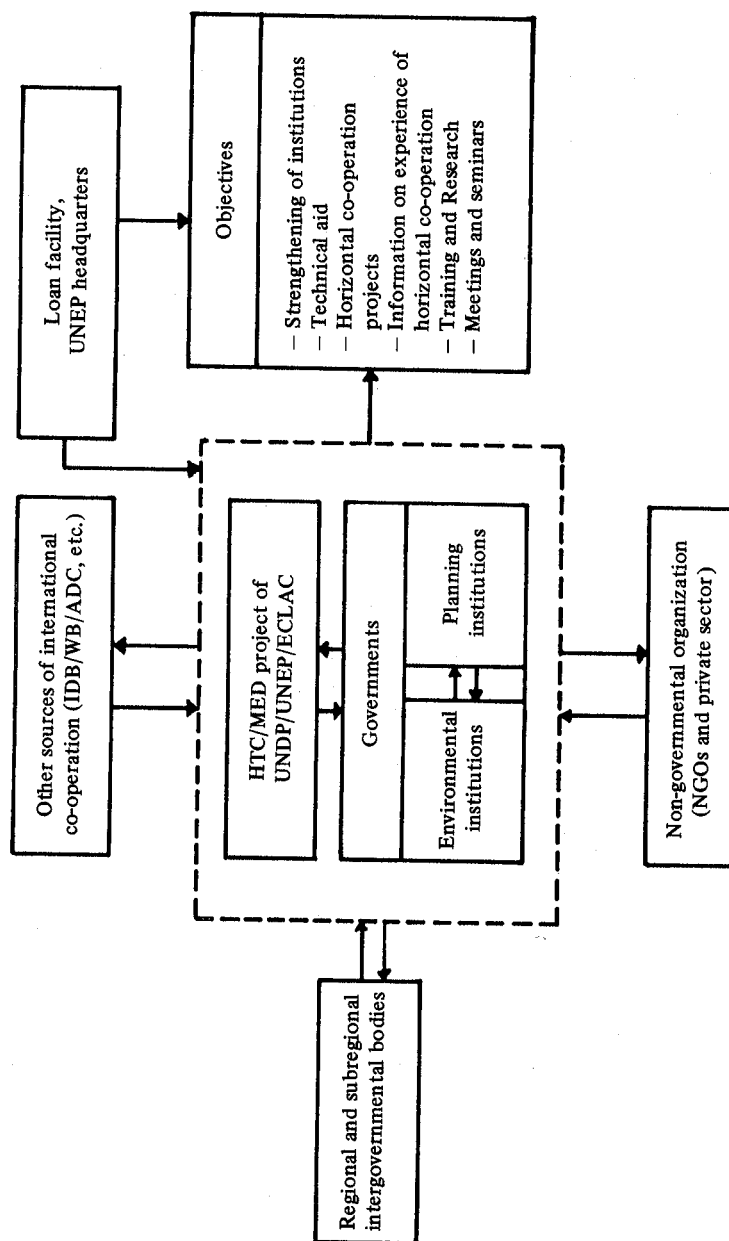 Other sources of international
co-operation (IDB/WB/ADC, etc.)
Loan facility,
UNEP headquarters
Regional and subregional
intergovernmental bodies
HTC/MED project of
UNDP/UNEP/ECLAC
Governments
Environmental
institutions
Planning
institutions
Objectives
— Strengthening of institutions
— Technical aid
— Horizontal co-operation
projects
— Information on experience of
horizontal co-operation
— Training and Research
— Meetings and seminars
Non-governmental organization
(NGOs and private sector)